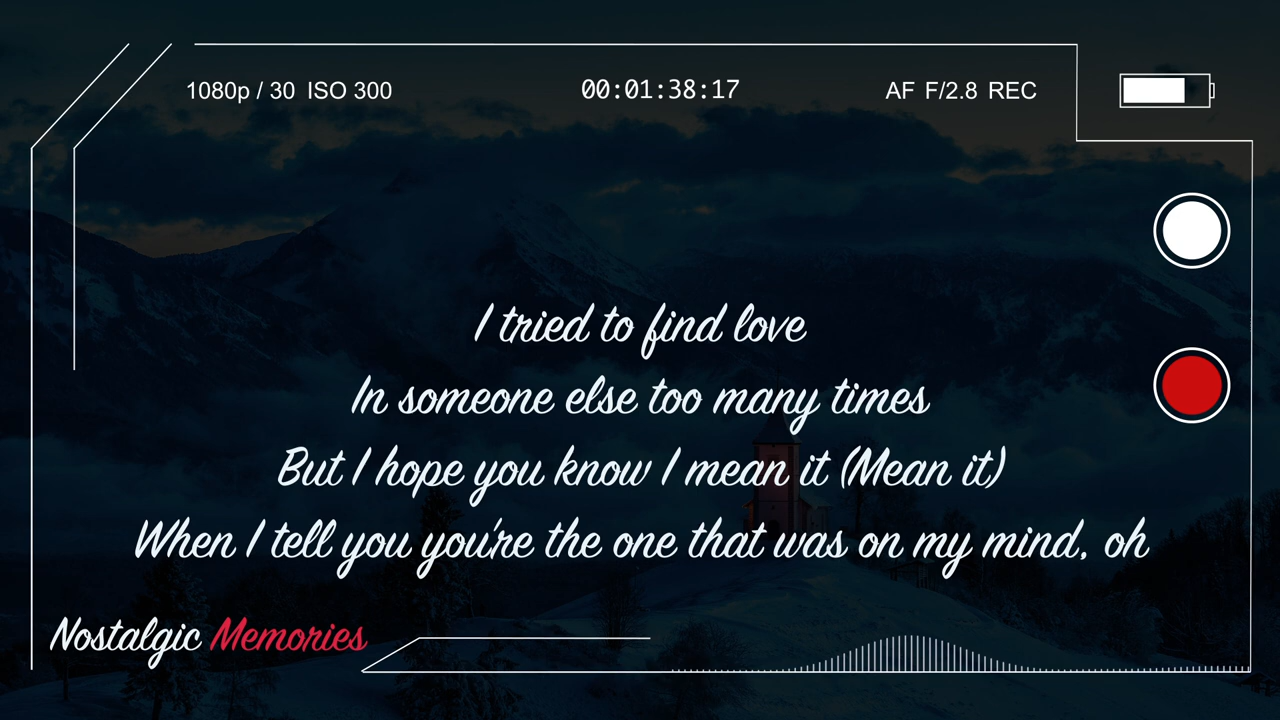 1080p / 30 ISO 300
00:01:38:17
AF F/2.8 REC
I tried to find love
In someone else too many times
But I hope you know I mean it (Mean it)
When I tell you you're the one that was on my mind, oh
Nostalgic Memories